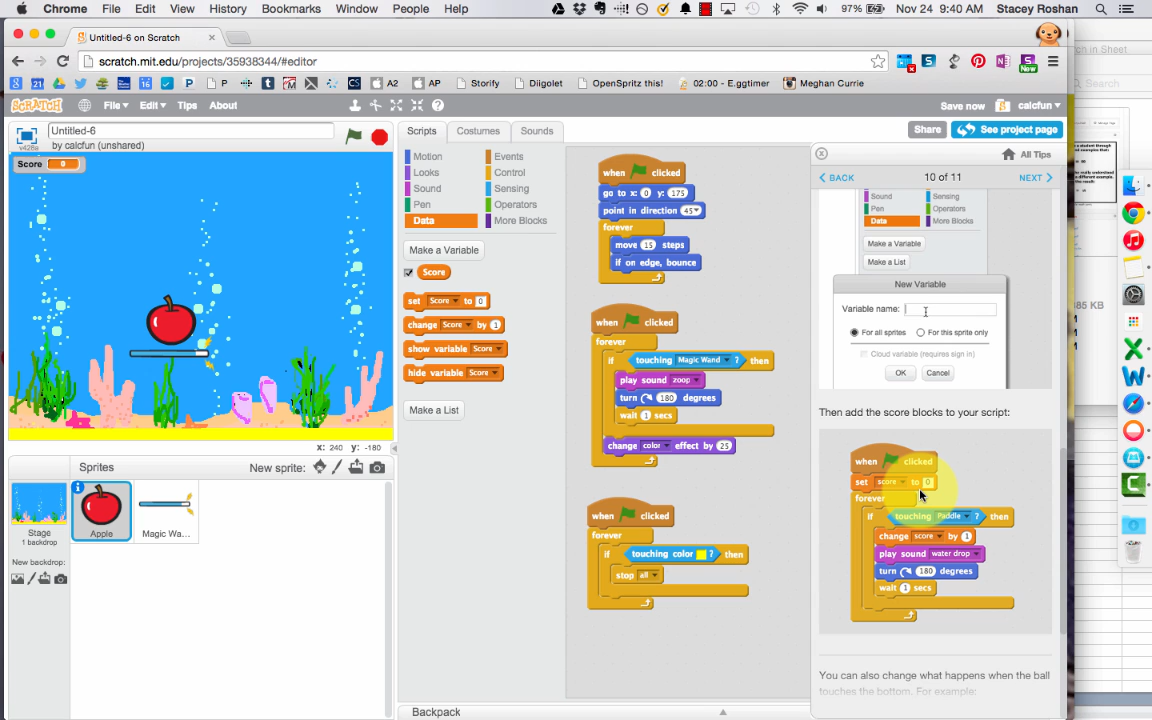 Chrome File Edit View History Bookmarks Window People Help 97% Nov 24 9:40 AM Stacey Roshan
Untitled-6 on Scratch
scratch.mit.edu/projects/35938344/#editor
P CS A2 AP Storify Diigolet OpenSpritz this! 02:00 - E.ggtimer Meghan Currie
SCRATCH File Edit Tips About Save now calcfun
Untitled-6
by calcfun (unshared)
v426s
Share
See project page
Scripts Costumes Sounds
Score 0
Motion Events
Looks Control
Sound Sensing
Pen Operators
Data More Blocks
Make a Variable
Score
set Score to 0
change Score by 1
show variable Score
hide variable Score
Make a List
when clicked
go to x: 0 y: 175
point in direction 45
forever
move 15 steps
if on edge, bounce
when clicked
forever
if touching Magic Wand ? then
play sound zoop
turn 180 degrees
wait 1 secs
change color effect by 25
when clicked
forever
if touching color ? then
stop all
x: 240 y: -180
Sprites New sprite:
Stage
1 backdrop
Apple
Magic Wa...
New backdrop:
Backpack
All Tips
BACK 10 of 11 NEXT
Sound Sensing
Pen Operators
Data More Blocks
Make a Variable
Make a List
New Variable
Variable name:
For all sprites For this sprite only
Cloud variable (requires sign in)
OK Cancel
Then add the score blocks to your script:
when clicked
set score to 0
forever
if touching Paddle ? then
change score by 1
play sound water drop
turn 180 degrees
wait 1 secs
You can also change what happens when the ball
touches the bottom. For example:
in Sheet
Search
385 KB